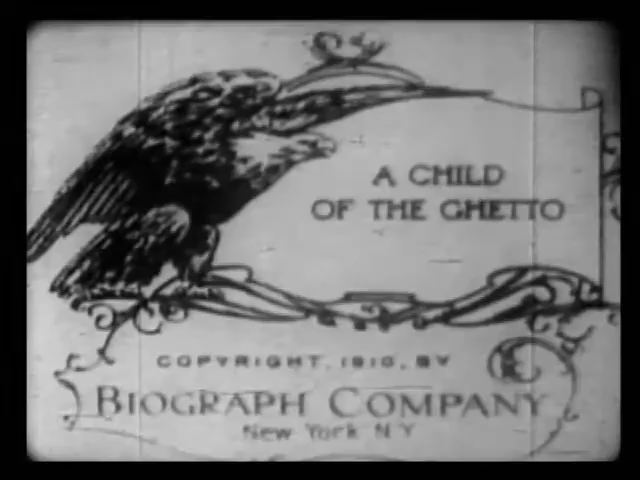 A CHILD
OF THE GHETTO
COPYRIGHT, 1910, BY
BIOGRAPH COMPANY
New York N Y